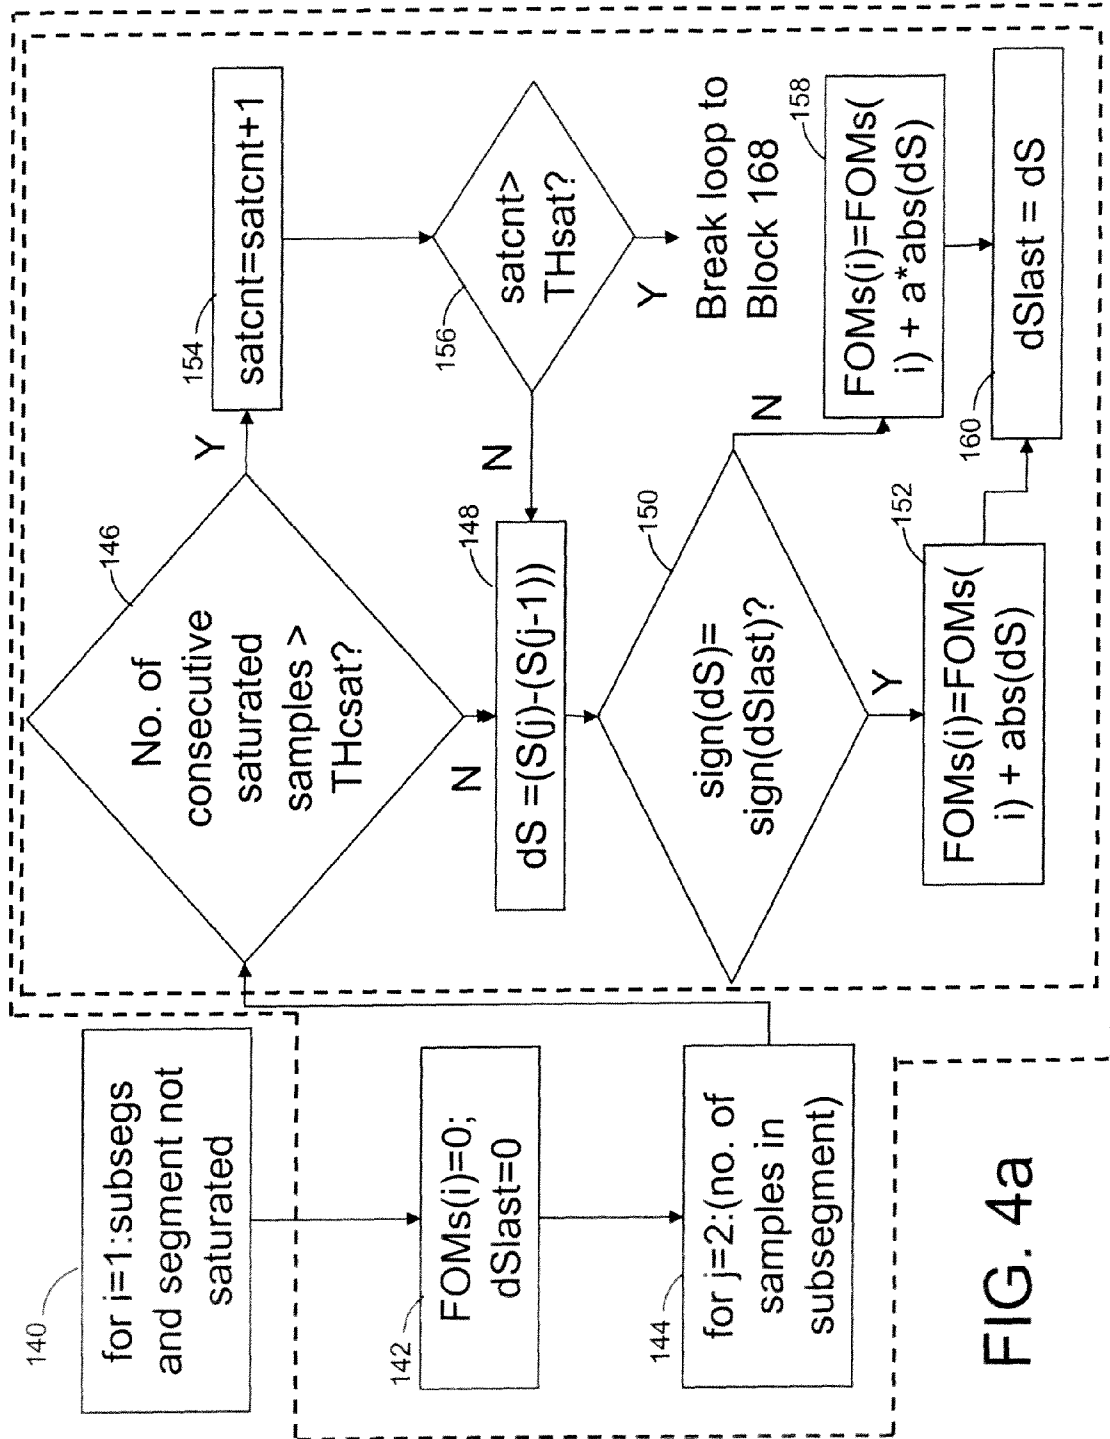 140
for i=1:subsegs
and segment not
saturated
142
FOMs(i)=0;
dSlast=0
144
for j=2:(no. of
samples in
subsegment)
146
No. of
consecutive
saturated
samples >
THcsat?
Y
N
154
satcnt=satcnt+1
156
satcnt>
THsat?
N
Y
Break loop to
Block 168
148
dS =(S(j)-(S(j-1))
150
sign(dS)=
sign(dSlast)?
N
Y
158
FOMs(i)=FOMs(
i) + a*abs(dS)
152
FOMs(i)=FOMs(
i) + abs(dS)
160
dSlast = dS
FIG. 4a